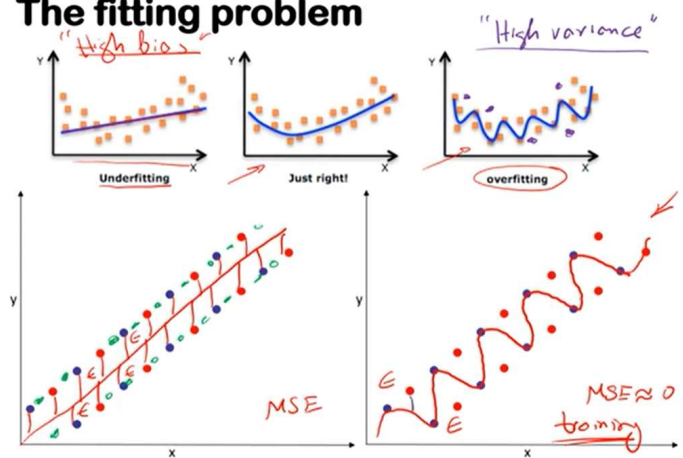 The fitting problem
"High bias"
"High variance"
Y
X
Underfitting
Y
X
Just right!
Y
X
overfitting
y
E
E
E
E
MSE
x
y
E
E
MSE≈0
training
x